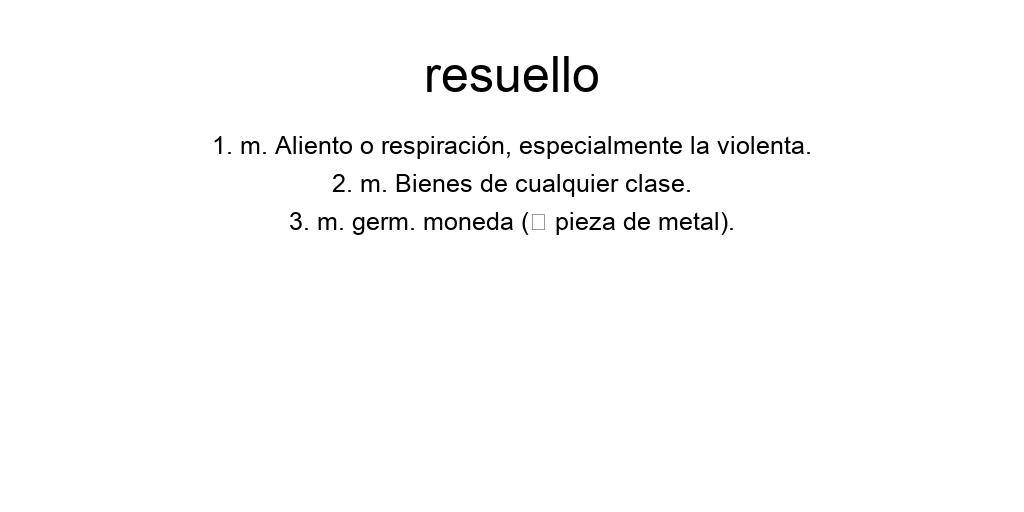 resuello
1. m. Aliento o respiración, especialmente la violenta.
2. m. Bienes de cualquier clase.
3. m. germ. moneda (□ pieza de metal).